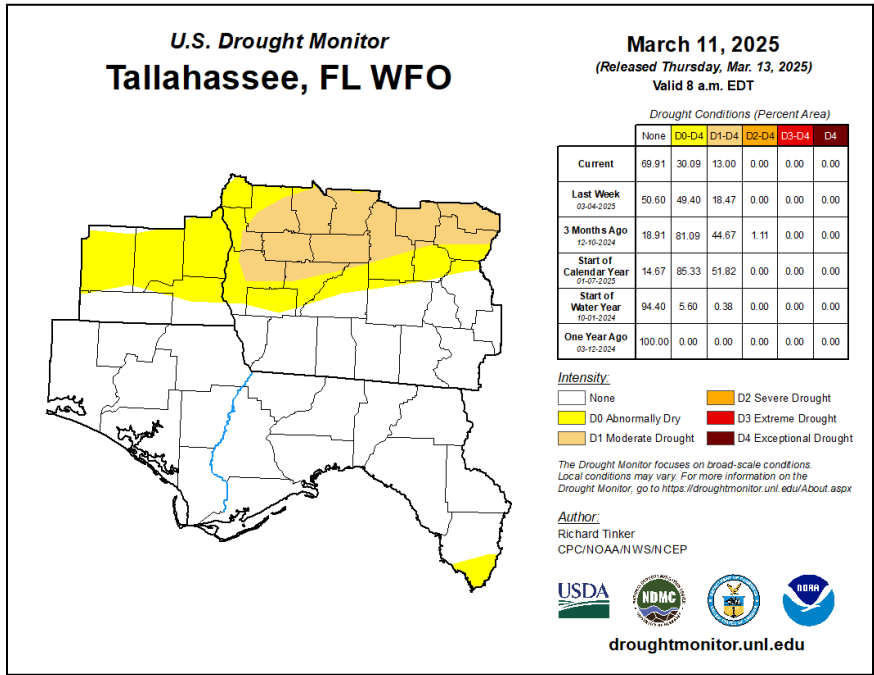 U.S. Drought Monitor
Tallahassee, FL WFO
March 11, 2025
(Released Thursday, Mar. 13, 2025)
Valid 8 a.m. EDT
Drought Conditions (Percent Area)
None D0-D4 D1-D4 D2-D4 D3-D4 D4
Current 69.91 30.09 13.00 0.00 0.00 0.00
Last Week
03-04-2025
50.60 49.40 18.47 0.00 0.00 0.00
3 Months Ago
12-10-2024
18.91 81.09 44.67 1.11 0.00 0.00
Start of
Calendar Year
01-07-2025
14.67 85.33 51.82 0.00 0.00 0.00
Start of
Water Year
10-01-2024
94.40 5.60 0.38 0.00 0.00 0.00
One Year Ago
03-12-2024
100.00 0.00 0.00 0.00 0.00 0.00
Intensity:
None
D0 Abnormally Dry
D1 Moderate Drought
D2 Severe Drought
D3 Extreme Drought
D4 Exceptional Drought
The Drought Monitor focuses on broad-scale conditions.
Local conditions may vary. For more information on the
Drought Monitor, go to https://droughtmonitor.unl.edu/About.aspx
Author:
Richard Tinker
CPC/NOAA/NWS/NCEP
USDA
NDMC
NOAA
droughtmonitor.unl.edu